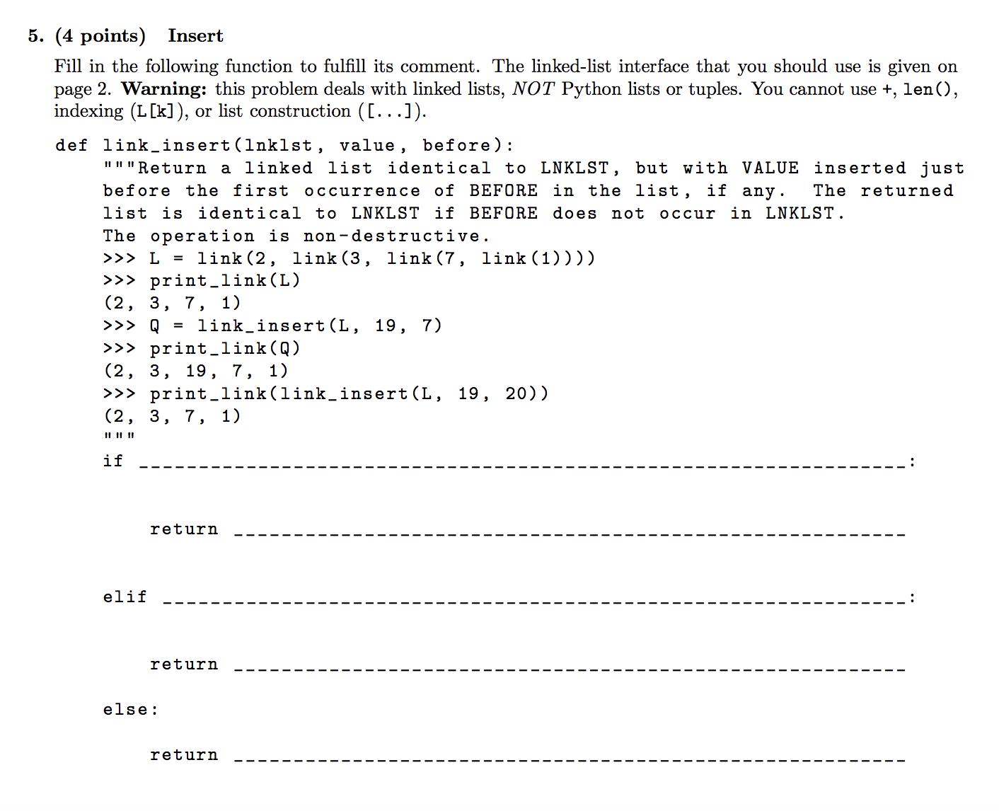 5. (4 points) Insert
Fill in the following function to fulfill its comment. The linked-list interface that you should use is given on
page 2. Warning: this problem deals with linked lists, NOT Python lists or tuples. You cannot use +, len(),
indexing (L[k]), or list construction ([...]).
def link_insert(lnklst, value, before):
    """Return a linked list identical to LNKLST, but with VALUE inserted just
    before the first occurrence of BEFORE in the list, if any.  The returned
    list is identical to LNKLST if BEFORE does not occur in LNKLST.
    The operation is non-destructive.
    >>> L = link(2, link(3, link(7, link(1))))
    >>> print_link(L)
    (2, 3, 7, 1)
    >>> Q = link_insert(L, 19, 7)
    >>> print_link(Q)
    (2, 3, 19, 7, 1)
    >>> print_link(link_insert(L, 19, 20))
    (2, 3, 7, 1)
    """
    if _________________________________________________________________:
        return _________________________________________________________
    elif _______________________________________________________________:
        return _________________________________________________________
    else:
        return _________________________________________________________